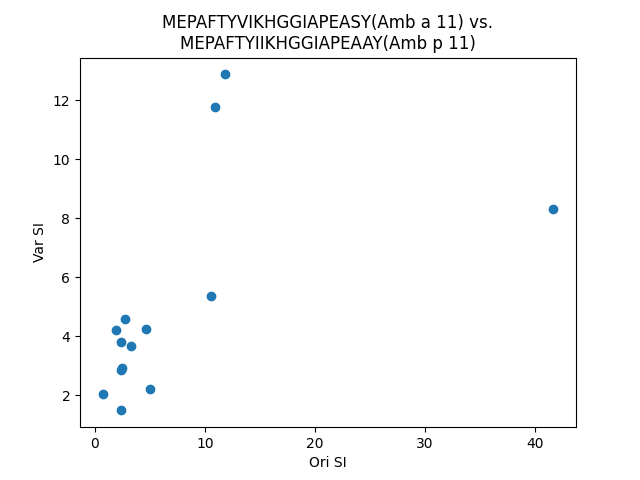 MEPAFTYVIKHGGIAPEASY(Amb a 11) vs.
MEPAFTYIIKHGGIAPEAAY(Amb p 11)
12
10
8
6
4
2
Var SI
0
10
20
30
40
Ori SI